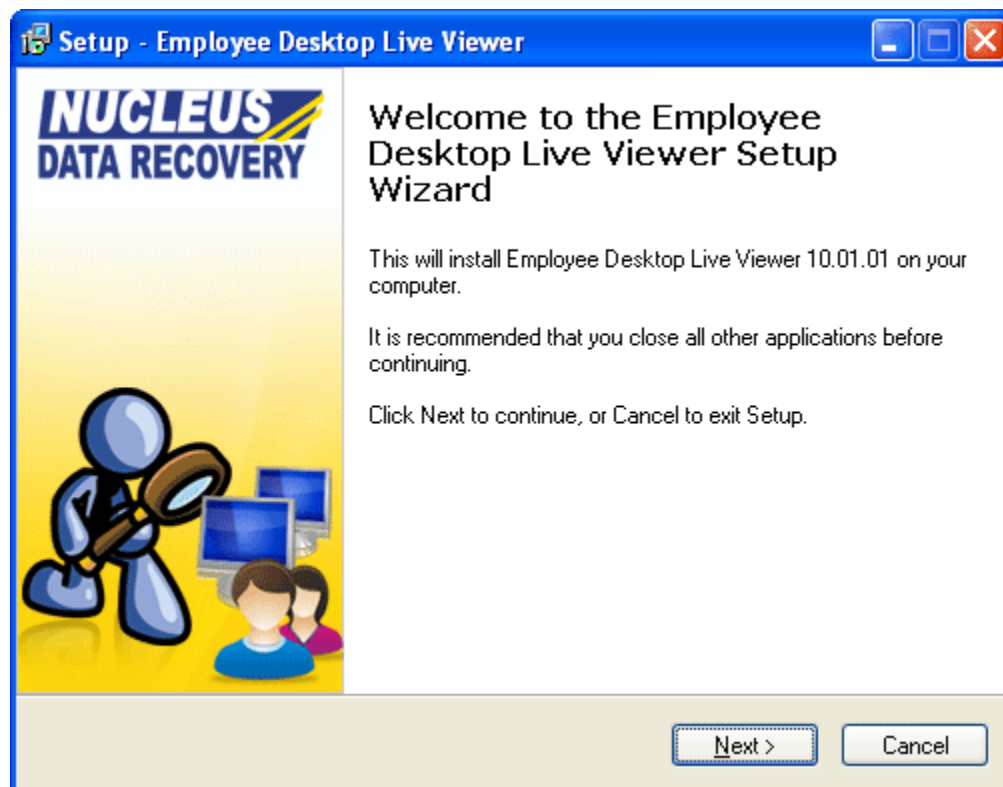 Setup - Employee Desktop Live Viewer
NUCLEUS
DATA RECOVERY
Welcome to the Employee
Desktop Live Viewer Setup
Wizard
This will install Employee Desktop Live Viewer 10.01.01 on your
computer.
It is recommended that you close all other applications before
continuing.
Click Next to continue, or Cancel to exit Setup.
Next >
Cancel